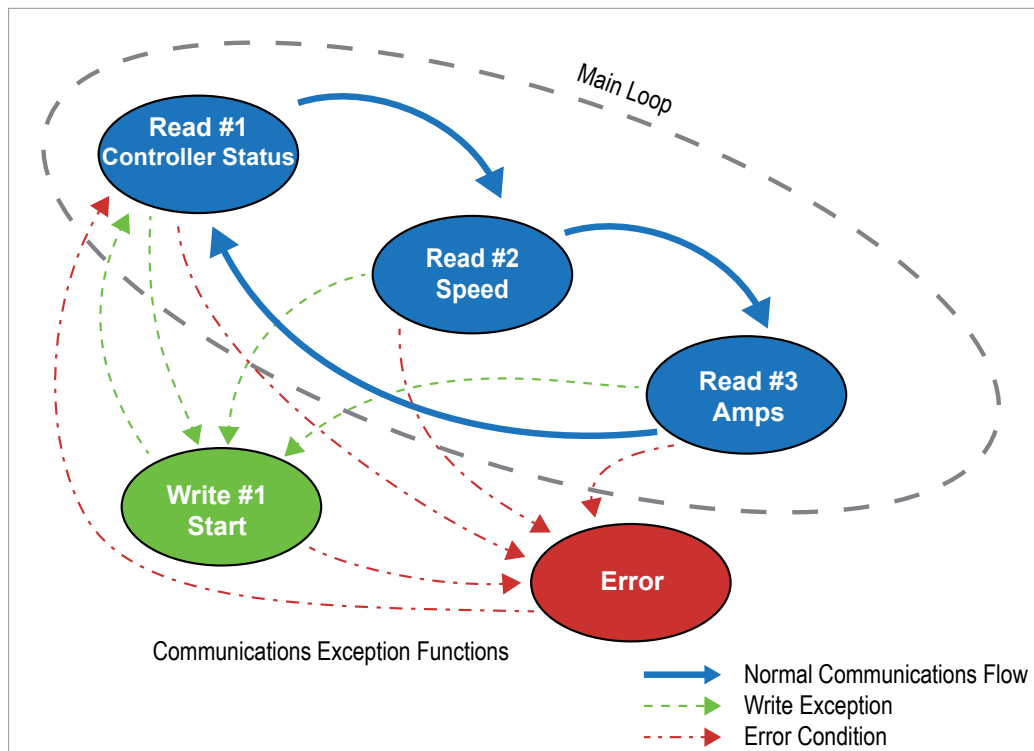 Main Loop
Read #1
Controller Status
Read #2
Speed
Read #3
Amps
Write #1
Start
Error
Communications Exception Functions
Normal Communications Flow
Write Exception
Error Condition